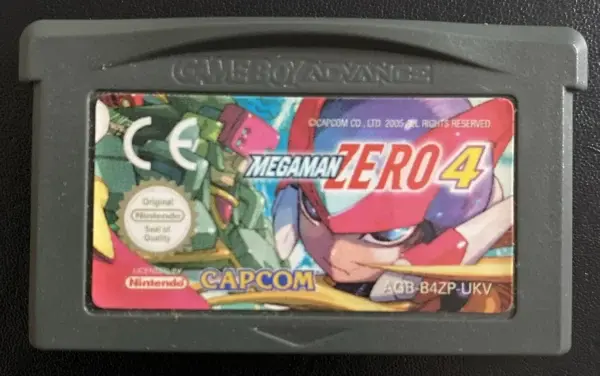 GAME BOY ADVANCE
©CAPCOM CO., LTD 2005 ALL RIGHTS RESERVED
CE
MEGAMAN ZERO 4
Original
Nintendo
Seal of
Quality
LICENSED BY
Nintendo
CAPCOM
AGB-B4ZP-UKV